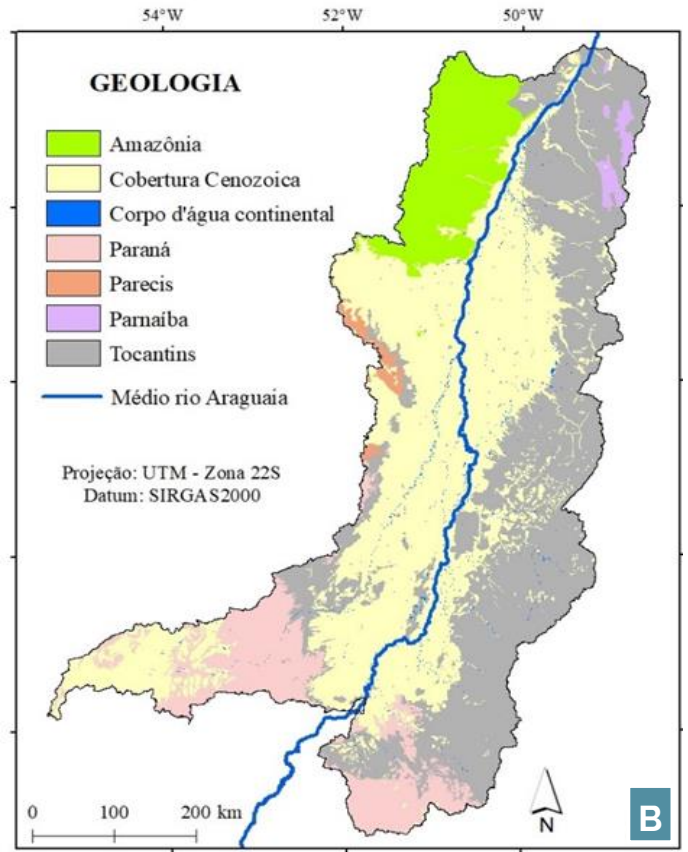 54°W 52°W 50°W
GEOLOGIA
Amazônia
Cobertura Cenozoica
Corpo d'água continental
Paraná
Parecis
Parnaíba
Tocantins
Médio rio Araguaia
Projeção: UTM - Zona 22S
Datum: SIRGAS2000
0 100 200 km
N
B